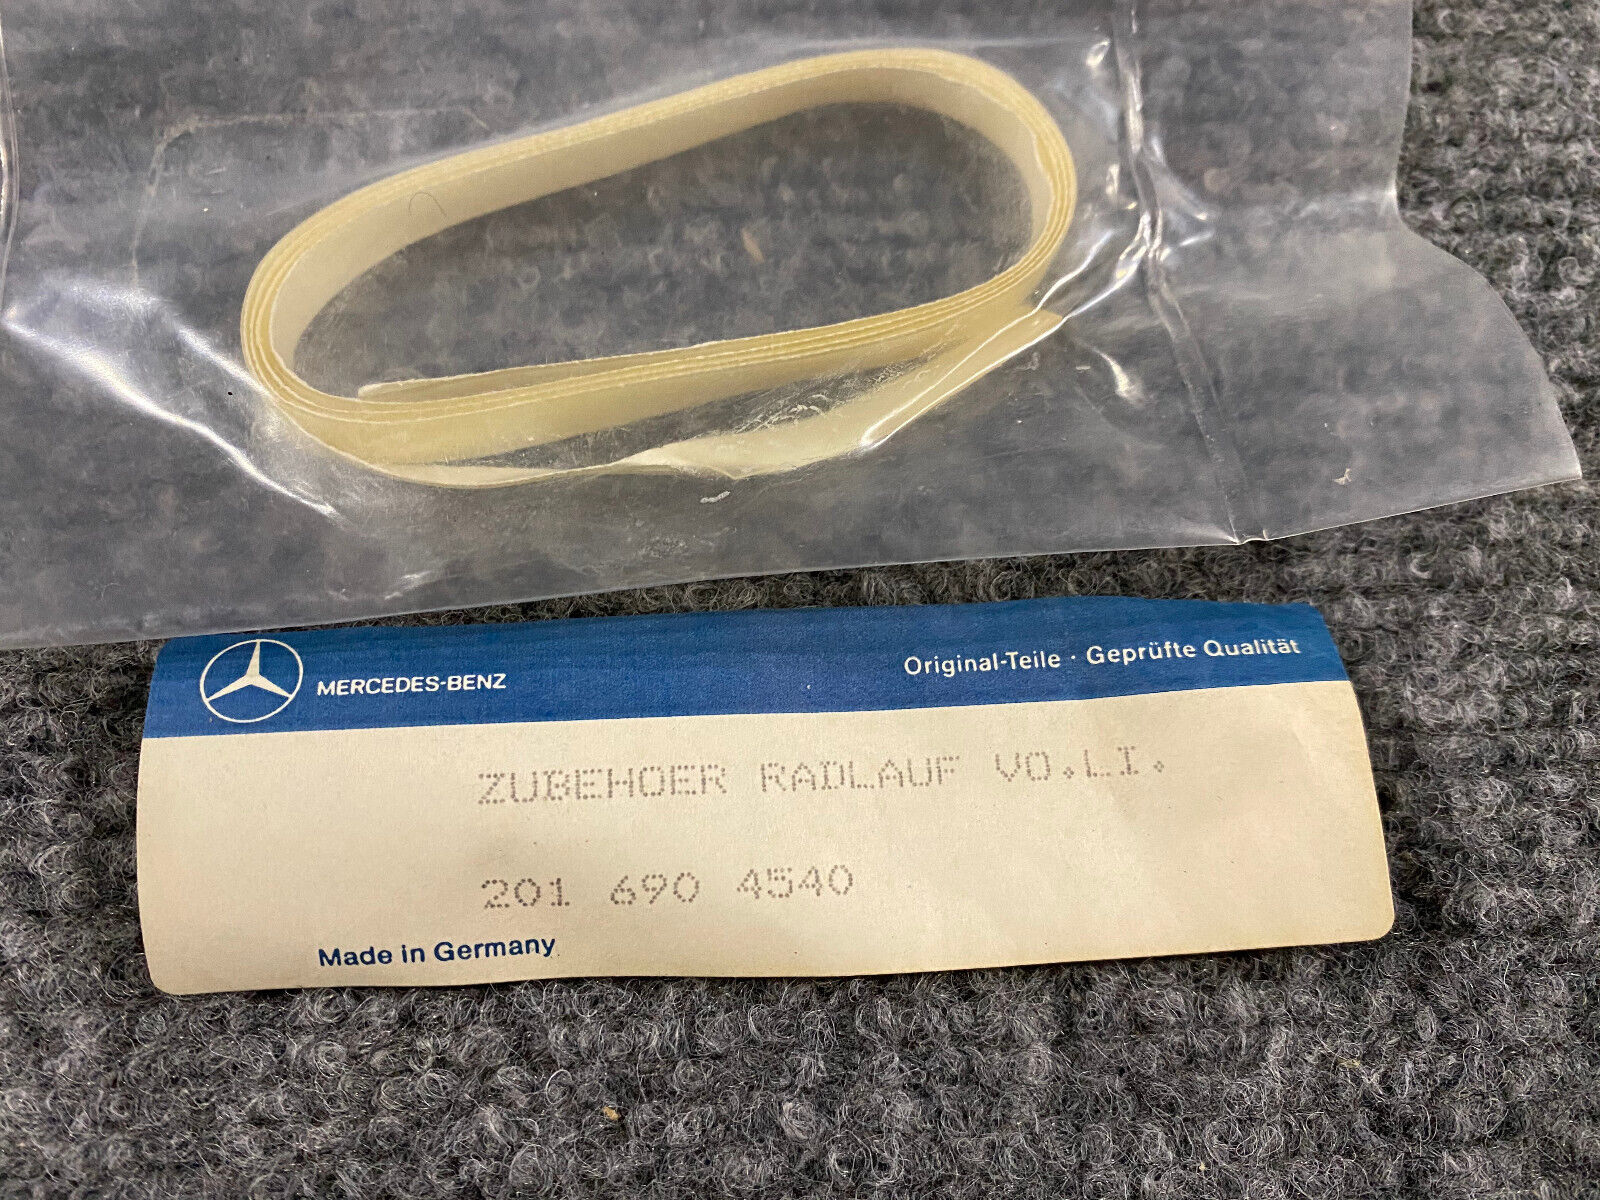 MERCEDES-BENZ
Original-Teile · Geprüfte Qualität
ZUBEHOER RADLAUF VO.LI.
201 690 4540
Made in Germany